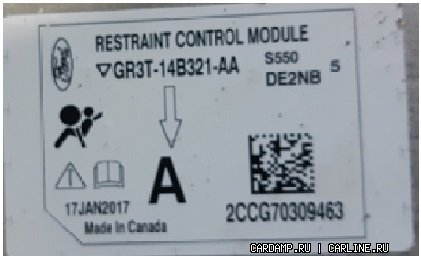 RESTRAINT CONTROL MODULE
GR3T-14B321-AA
S550
DE2NB 5
A
17JAN2017
Made In Canada
2CCG70309463
CARDAMP.RU | CARLINE.RU